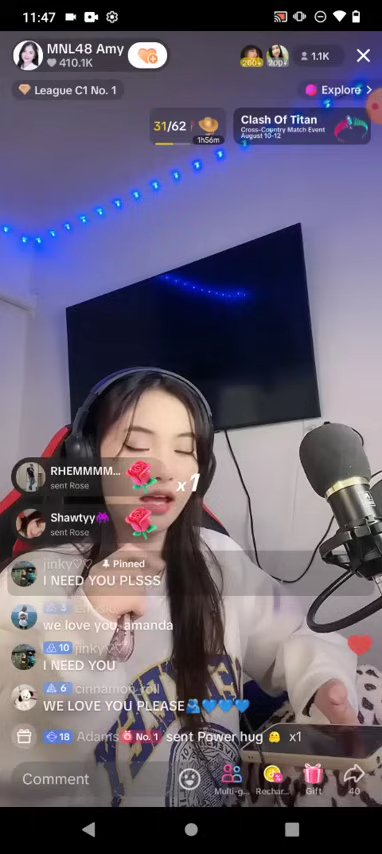 11:47
MNL48 Amy
410.1K
1.1K
League C1 No. 1
Explore
31/62
1h56m
Clash Of Titan
Cross-Country Match Event
August 10-12
RHEMMMM...
sent Rose
x1
Shawtyy
sent Rose
jinky♡♡ Pinned
I NEED YOU PLSSS
3
we love you, amanda
10 jinky♡♡
I NEED YOU
6 cinnamon roll
WE LOVE YOU PLEASE🫂💙💙💙
18 Adams No. 1 sent Power hug x1
Comment
Multi-g...
Rechar...
Gift
40